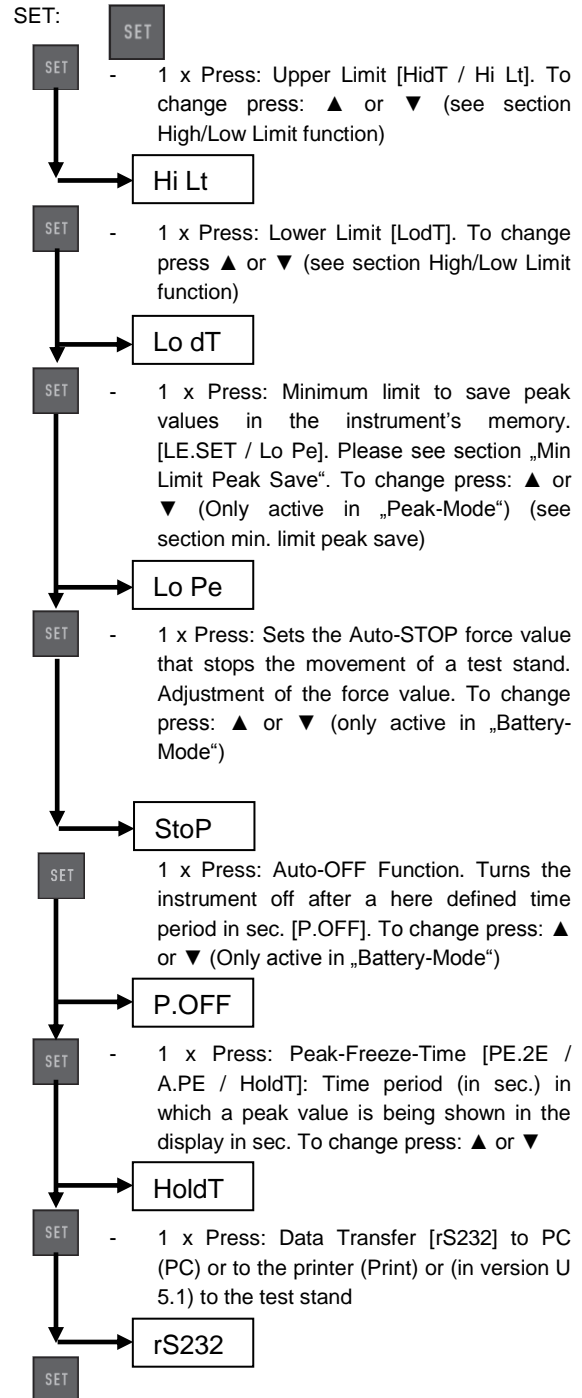 SET:
SET
SET
- 1 x Press: Upper Limit [HidT / Hi Lt]. To
change press: ▲ or ▼ (see section
High/Low Limit function)
Hi Lt
SET
- 1 x Press: Lower Limit [LodT]. To change
press ▲ or ▼ (see section High/Low Limit
function)
Lo dT
SET
- 1 x Press: Minimum limit to save peak
values in the instrument’s memory.
[LE.SET / Lo Pe]. Please see section „Min
Limit Peak Save“. To change press: ▲ or
▼ (Only active in „Peak-Mode“) (see
section min. limit peak save)
Lo Pe
SET
- 1 x Press: Sets the Auto-STOP force value
that stops the movement of a test stand.
Adjustment of the force value. To change
press: ▲ or ▼ (only active in „Battery-
Mode“)
StoP
SET
1 x Press: Auto-OFF Function. Turns the
instrument off after a here defined time
period in sec. [P.OFF]. To change press: ▲
or ▼ (Only active in „Battery-Mode“)
P.OFF
SET
- 1 x Press: Peak-Freeze-Time [PE.2E /
A.PE / HoldT]: Time period (in sec.) in
which a peak value is being shown in the
display in sec. To change press: ▲ or ▼
HoldT
SET
- 1 x Press: Data Transfer [rS232] to PC
(PC) or to the printer (Print) or (in version U
5.1) to the test stand
rS232
SET